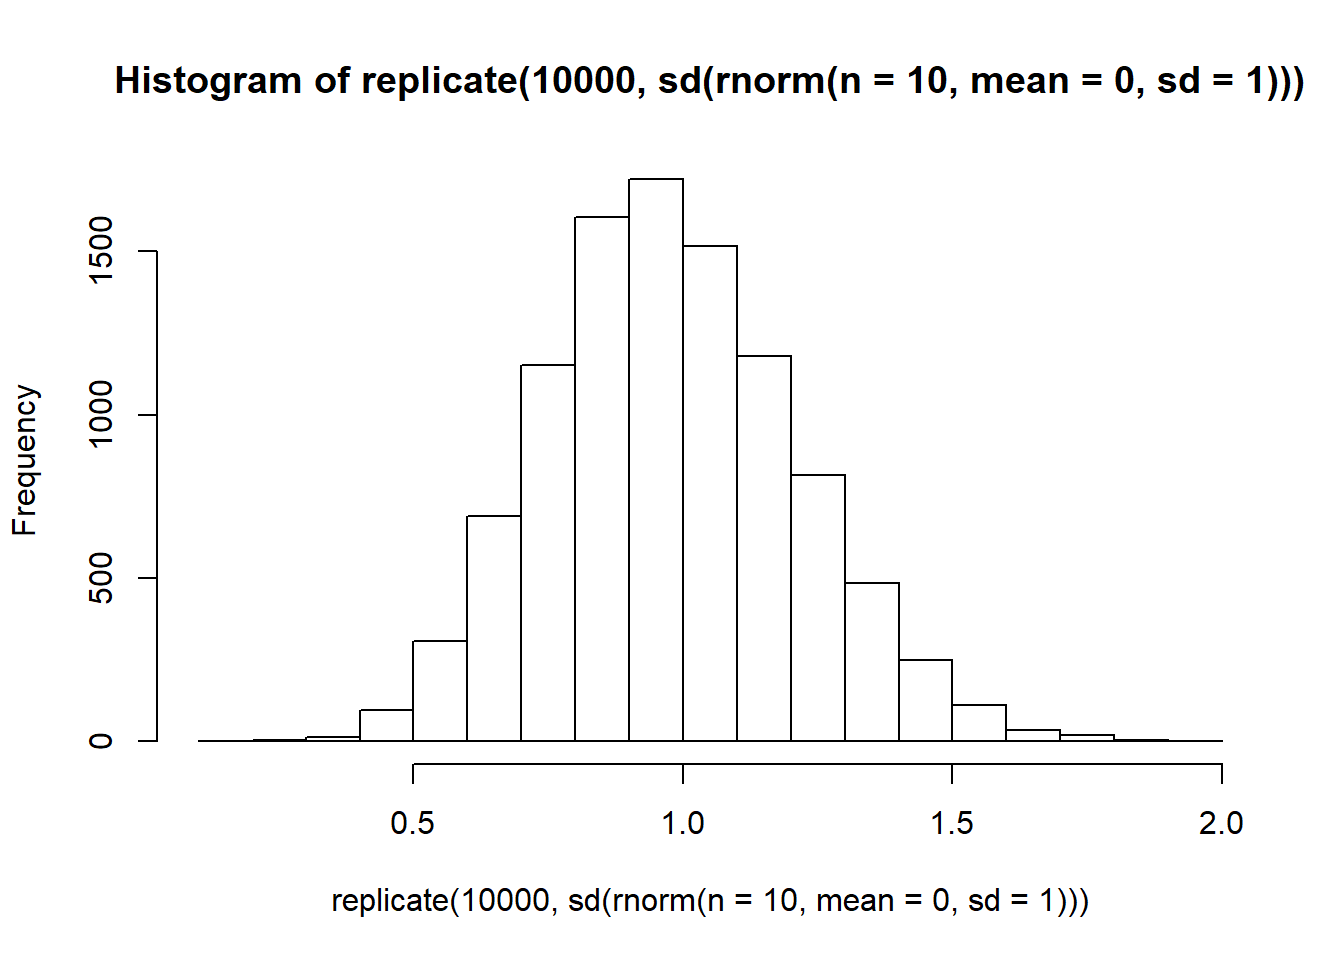 Histogram of replicate(10000, sd(rnorm(n = 10, mean = 0, sd = 1)))
Frequency
1500
1000
500
0
0.5 1.0 1.5 2.0
replicate(10000, sd(rnorm(n = 10, mean = 0, sd = 1)))